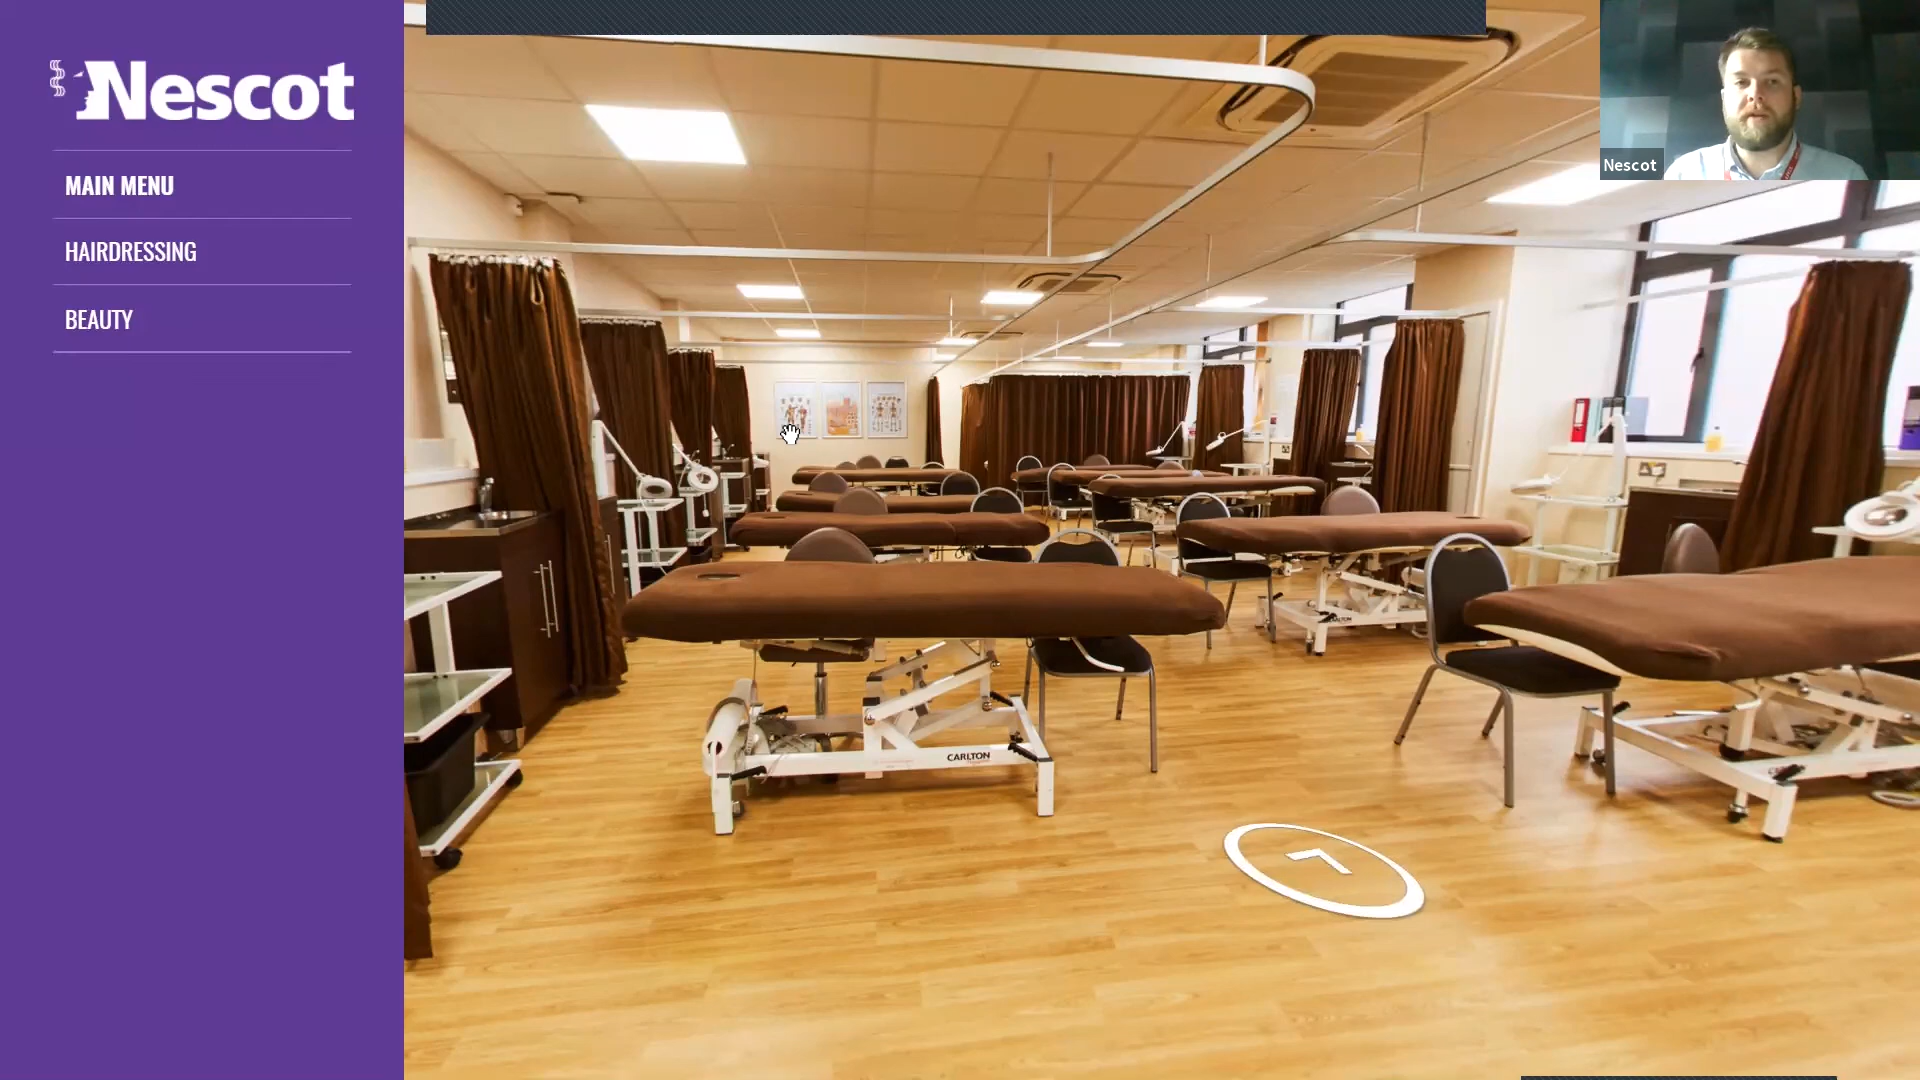 Nescot
MAIN MENU
HAIRDRESSING
BEAUTY
Nescot
CARLTON